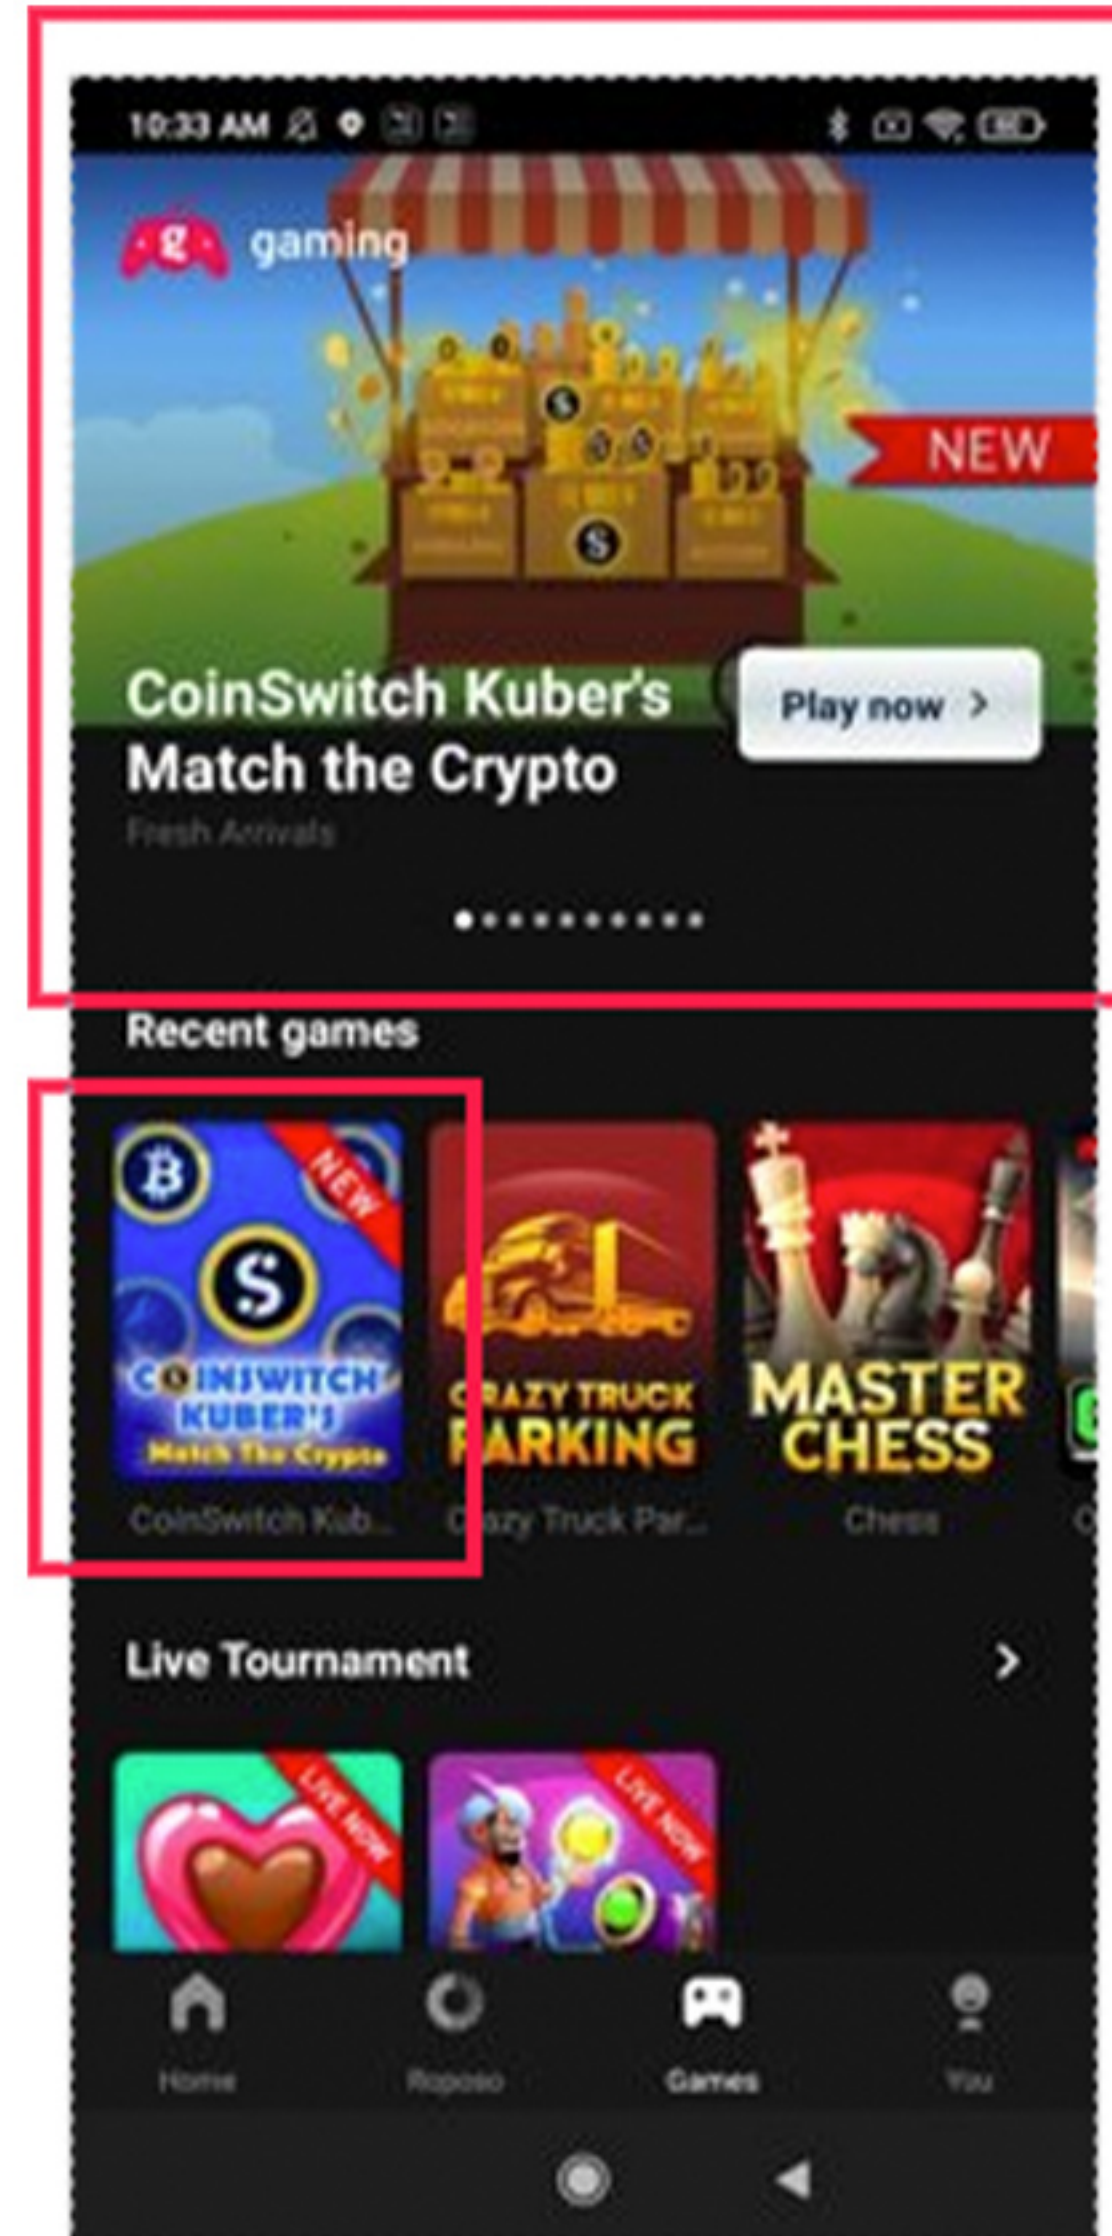 10:33 AM
g gaming
NEW
CoinSwitch Kuber's
Match the Crypto
Play now
Fresh Arrivals
Recent games
NEW
COINSWITCH
KUBER'S
Match The Crypto
CRAZY TRUCK
PARKING
MASTER
CHESS
CoinSwitch Kub...
Crazy Truck Par...
Chess
Live Tournament
LIVE NOW
LIVE NOW
Home
Roposo
Games
You